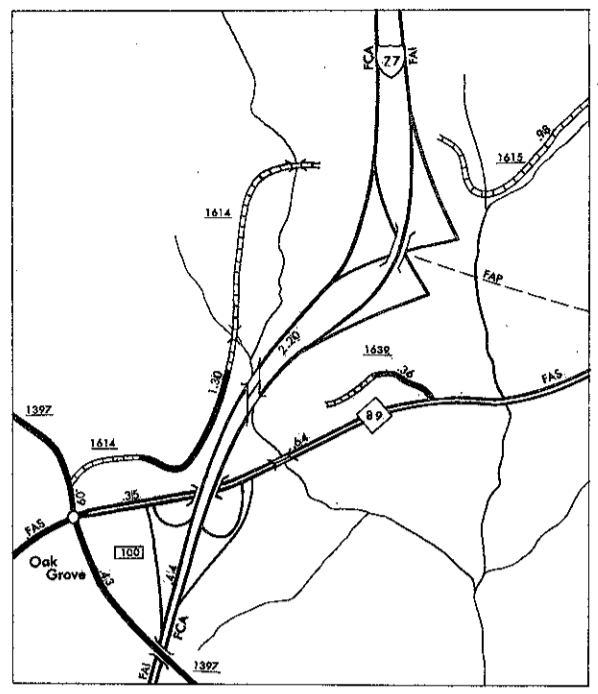 FCA
77
FAI
.98
1615
1614
FAP
2.20
1639
.36
1.30
FAS
1397
89
.64
1614
.09
.35
FAS
100
Oak
Grove
.43
.44
FCA
FAI
1397